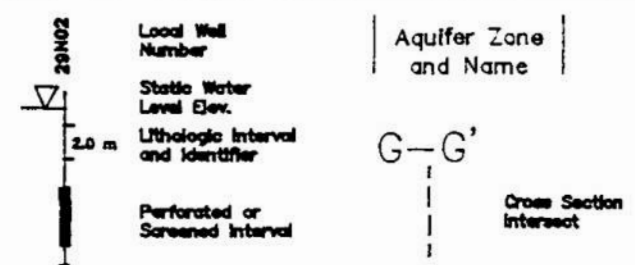 29N02
Local Well
Number
Static Water
Level Elev.
2.0 m
Lithologic Interval
and Identifier
Perforated or
Screened Interval
Aquifer Zone
and Name
G-G'
Cross Section
Intersect